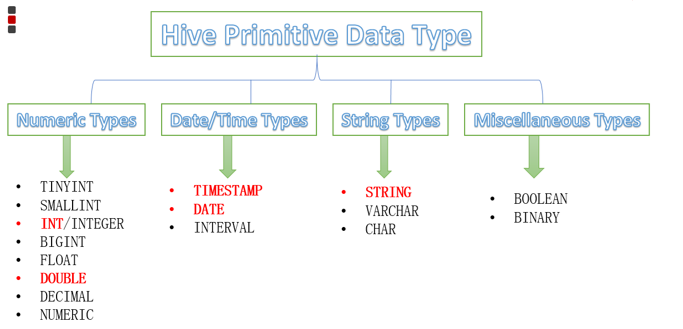 Hive Primitive Data Type
Numeric Types
Date/Time Types
String Types
Miscellaneous Types
• TINYINT
• SMALLINT
• INT/INTEGER
• BIGINT
• FLOAT
• DOUBLE
• DECIMAL
• NUMERIC
• TIMESTAMP
• DATE
• INTERVAL
• STRING
• VARCHAR
• CHAR
• BOOLEAN
• BINARY